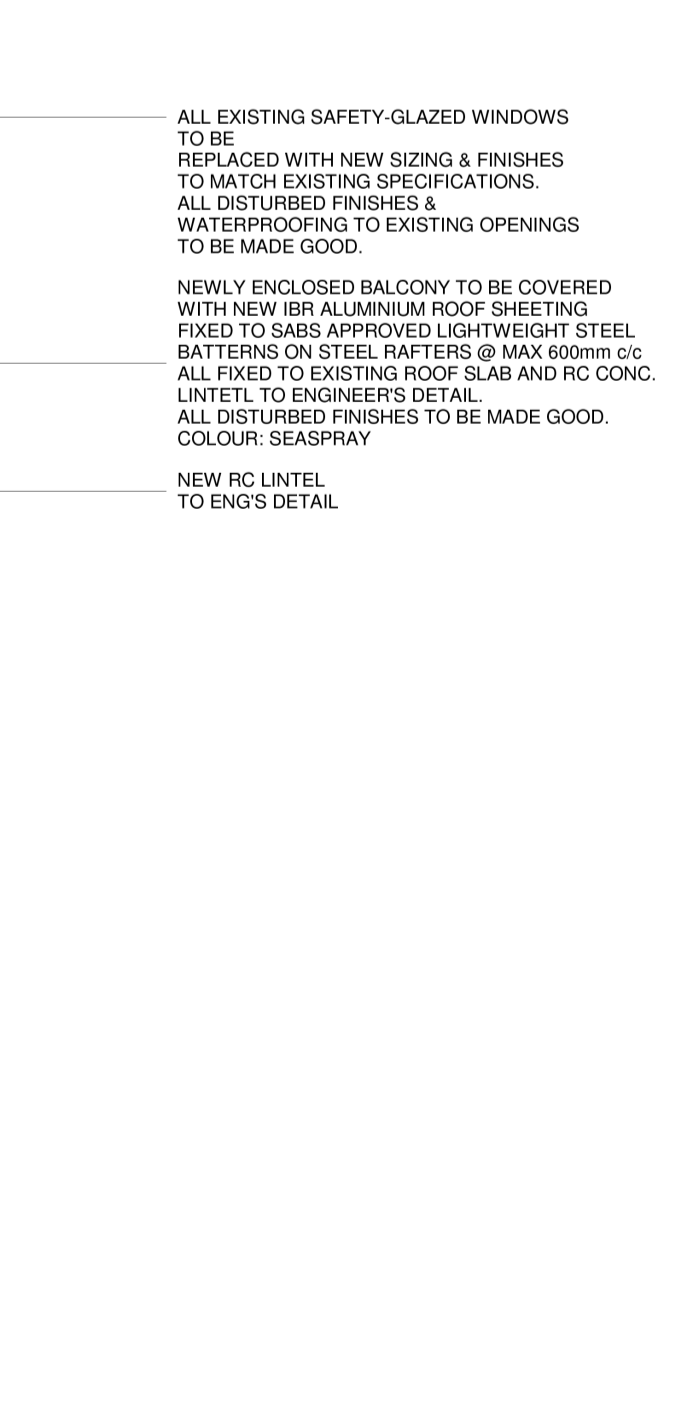 ALL EXISTING SAFETY-GLAZED WINDOWS
TO BE
REPLACED WITH NEW SIZING & FINISHES
TO MATCH EXISTING SPECIFICATIONS.
ALL DISTURBED FINISHES &
WATERPROOFING TO EXISTING OPENINGS
TO BE MADE GOOD.
NEWLY ENCLOSED BALCONY TO BE COVERED
WITH NEW IBR ALUMINIUM ROOF SHEETING
FIXED TO SABS APPROVED LIGHTWEIGHT STEEL
BATTERNS ON STEEL RAFTERS @ MAX 600mm c/c
ALL FIXED TO EXISTING ROOF SLAB AND RC CONC.
LINTETL TO ENGINEER'S DETAIL.
ALL DISTURBED FINISHES TO BE MADE GOOD.
COLOUR: SEASPRAY
NEW RC LINTEL
TO ENG'S DETAIL